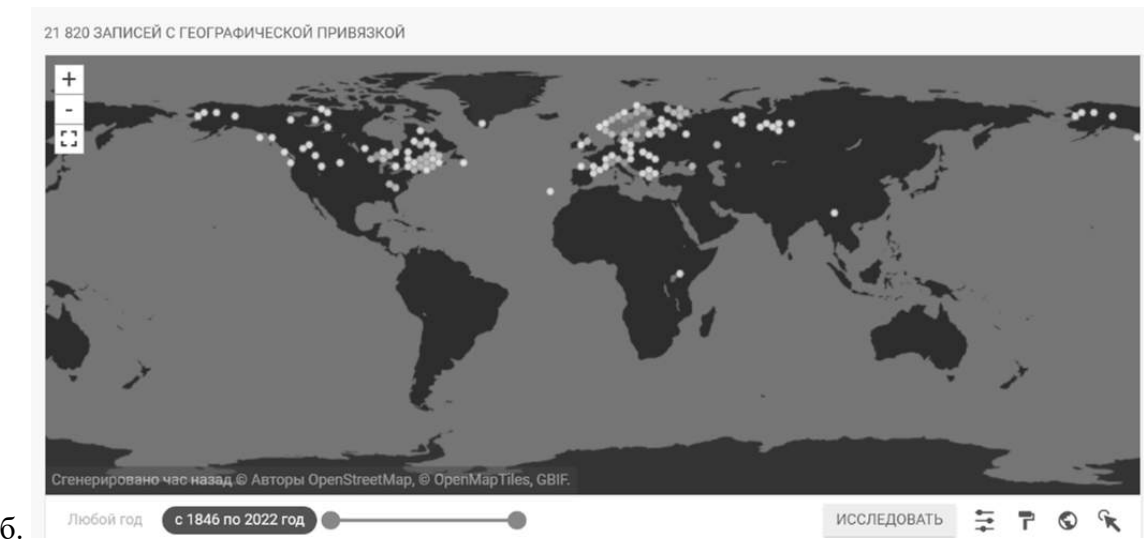 21 820 ЗАПИСЕЙ С ГЕОГРАФИЧЕСКОЙ ПРИВЯЗКОЙ
+
-
Сгенерировано час назад © Авторы OpenStreetMap, © OpenMapTiles, GBIF.
б. Любой год с 1846 по 2022 год ИССЛЕДОВАТЬ